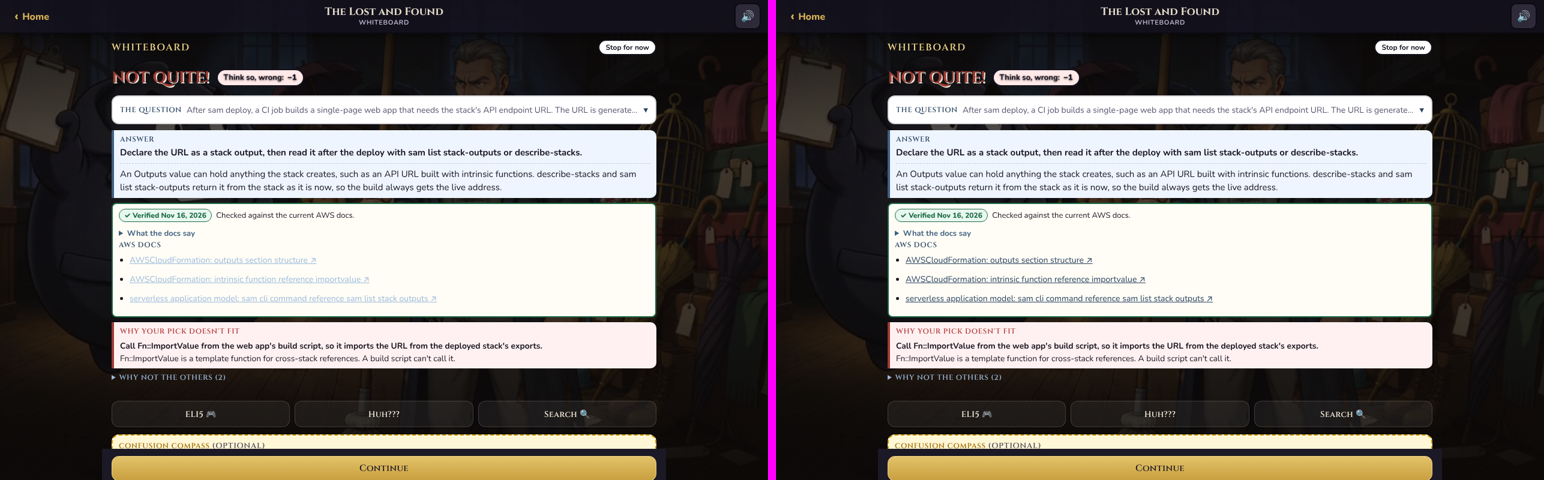 ‹ Home
The Lost and Found
WHITEBOARD
🔊
WHITEBOARD
Stop for now
NOT QUITE!
Think so, wrong: −1
THE QUESTION After sam deploy, a CI job builds a single-page web app that needs the stack's API endpoint URL. The URL is generate... ▼
ANSWER
Declare the URL as a stack output, then read it after the deploy with sam list stack-outputs or describe-stacks.
An Outputs value can hold anything the stack creates, such as an API URL built with intrinsic functions. describe-stacks and sam
list stack-outputs return it from the stack as it is now, so the build always gets the live address.
✓ Verified Nov 16, 2026 Checked against the current AWS docs.
▶ What the docs say
AWS DOCS
• AWSCloudFormation: outputs section structure ↗
• AWSCloudFormation: intrinsic function reference importvalue ↗
• serverless application model: sam cli command reference sam list stack outputs ↗
WHY YOUR PICK DOESN'T FIT
Call Fn::ImportValue from the web app's build script, so it imports the URL from the deployed stack's exports.
Fn::ImportValue is a template function for cross-stack references. A build script can't call it.
▶ WHY NOT THE OTHERS (2)
ELI5 🎮
Huh???
Search 🔍
CONFUSION COMPASS (OPTIONAL)
Continue
‹ Home
The Lost and Found
WHITEBOARD
🔊
WHITEBOARD
Stop for now
NOT QUITE!
Think so, wrong: −1
THE QUESTION After sam deploy, a CI job builds a single-page web app that needs the stack's API endpoint URL. The URL is generate... ▼
ANSWER
Declare the URL as a stack output, then read it after the deploy with sam list stack-outputs or describe-stacks.
An Outputs value can hold anything the stack creates, such as an API URL built with intrinsic functions. describe-stacks and sam
list stack-outputs return it from the stack as it is now, so the build always gets the live address.
✓ Verified Nov 16, 2026 Checked against the current AWS docs.
▶ What the docs say
AWS DOCS
• AWSCloudFormation: outputs section structure ↗
• AWSCloudFormation: intrinsic function reference importvalue ↗
• serverless application model: sam cli command reference sam list stack outputs ↗
WHY YOUR PICK DOESN'T FIT
Call Fn::ImportValue from the web app's build script, so it imports the URL from the deployed stack's exports.
Fn::ImportValue is a template function for cross-stack references. A build script can't call it.
▶ WHY NOT THE OTHERS (2)
ELI5 🎮
Huh???
Search 🔍
CONFUSION COMPASS (OPTIONAL)
Continue